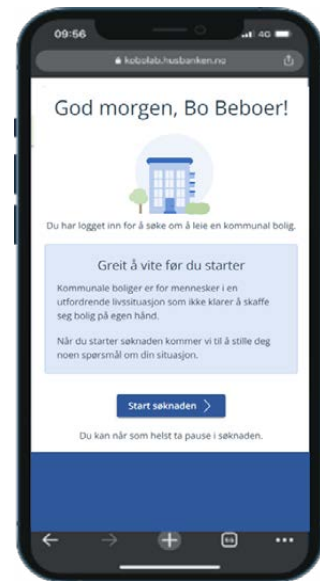 09:56
4G
kobolab.husbanken.no
God morgen, Bo Beboer!
Du har logget inn for å søke om å leie en kommunal bolig.
Greit å vite før du starter
Kommunale boliger er for mennesker i en
utfordrende livssituasjon som ikke klarer å skaffe
seg bolig på egen hånd.
Når du starter søknaden kommer vi til å stille deg
noen spørsmål om din situasjon.
Start søknaden
Du kan når som helst ta pause i søknaden.